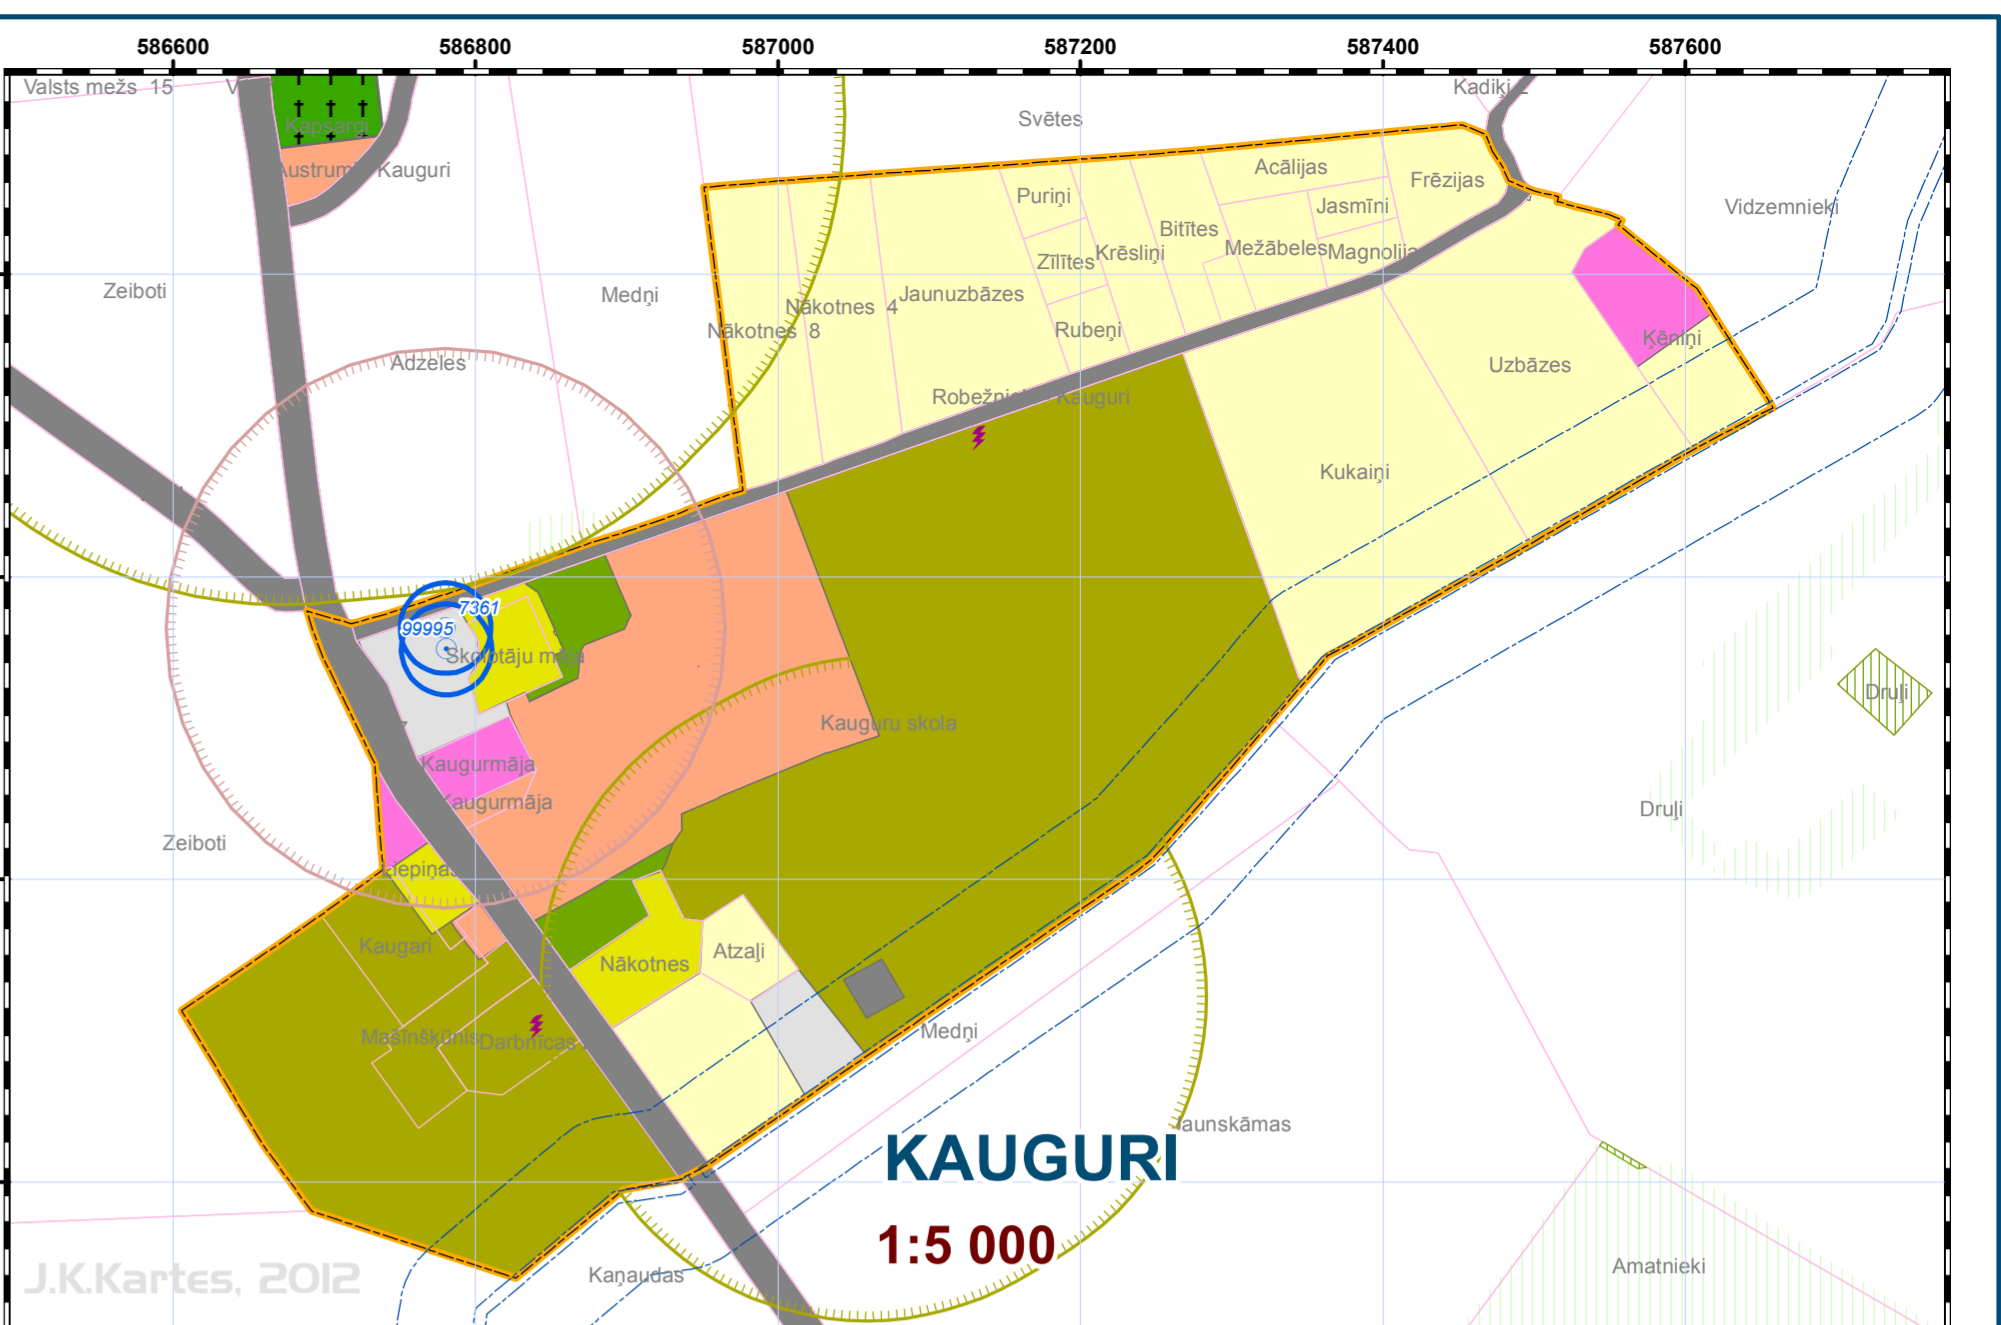 586600 586800 587000 587200 587400 587600
Valsts mežs 15
V
Kapsargi
Kadiķi 2
Svētes
Austrumi
Kauguri
Acālijas
Frēzijas
Puriņi
Jasmīni
Vidzemnieki
Bitītes
Mežābeles
Magnolijas
Krēsliņi
Zīlītes
Zeiboti
Medņi
Jaunuzbāzes
Nākotnes 4
Nākotnes 8
Rubeņi
Ķēniņi
Adzeles
Uzbāzes
Kauguri
Kukaiņi
7361
99995
Skolotāju māja
Druļi
Kauguru skola
7
Kaugurmāja
Kaugurmāja
Druļi
Zeiboti
Liepiņas
Kaugari
Nākotnes
Atzaļi
Mašīnšķūnis
Darbnīcas
Medņi
Jaunskāmas
KAUGURI
1:5 000
Amatnieki
Kaņaudas
J.K.Kartes, 2012